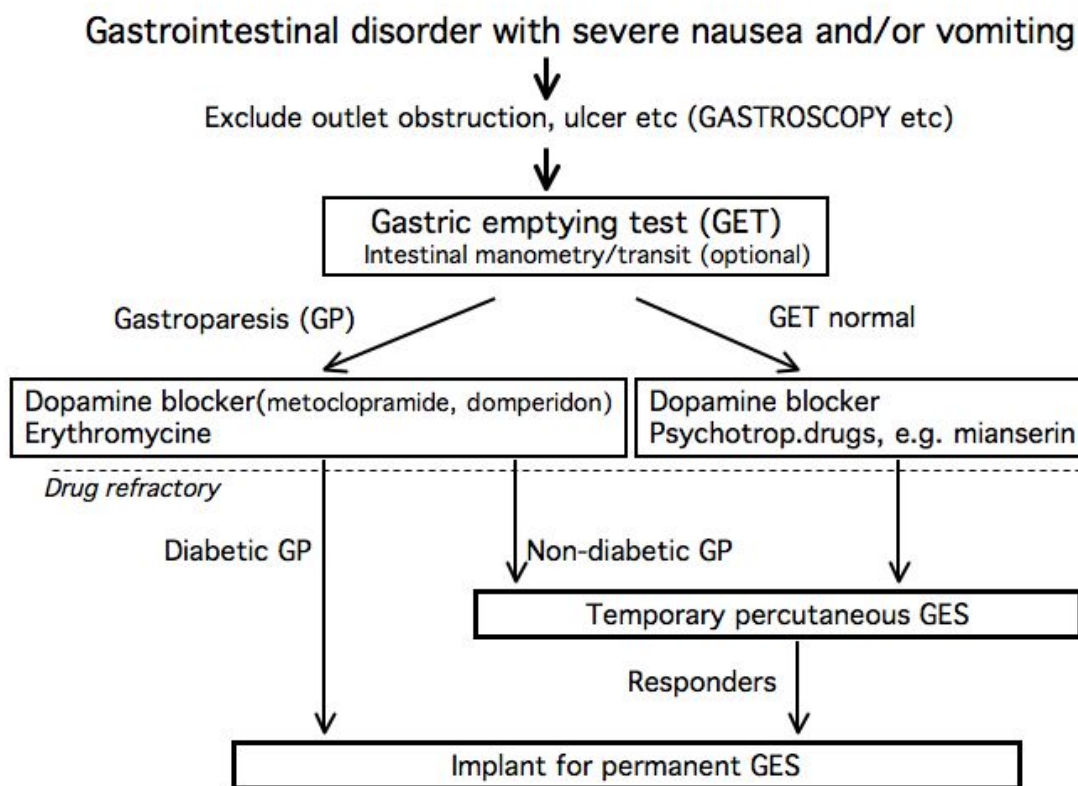 Gastrointestinal disorder with severe nausea and/or vomiting
Exclude outlet obstruction, ulcer etc (GASTROSCOPY etc)
Gastric emptying test (GET)
Intestinal manometry/transit (optional)
Gastroparesis (GP)
GET normal
Dopamine blocker(metoclopramide, domperidon)
Erythromycine
Dopamine blocker
Psychotrop.drugs, e.g. mianserin
Drug refractory
Diabetic GP
Non-diabetic GP
Temporary percutaneous GES
Responders
Implant for permanent GES